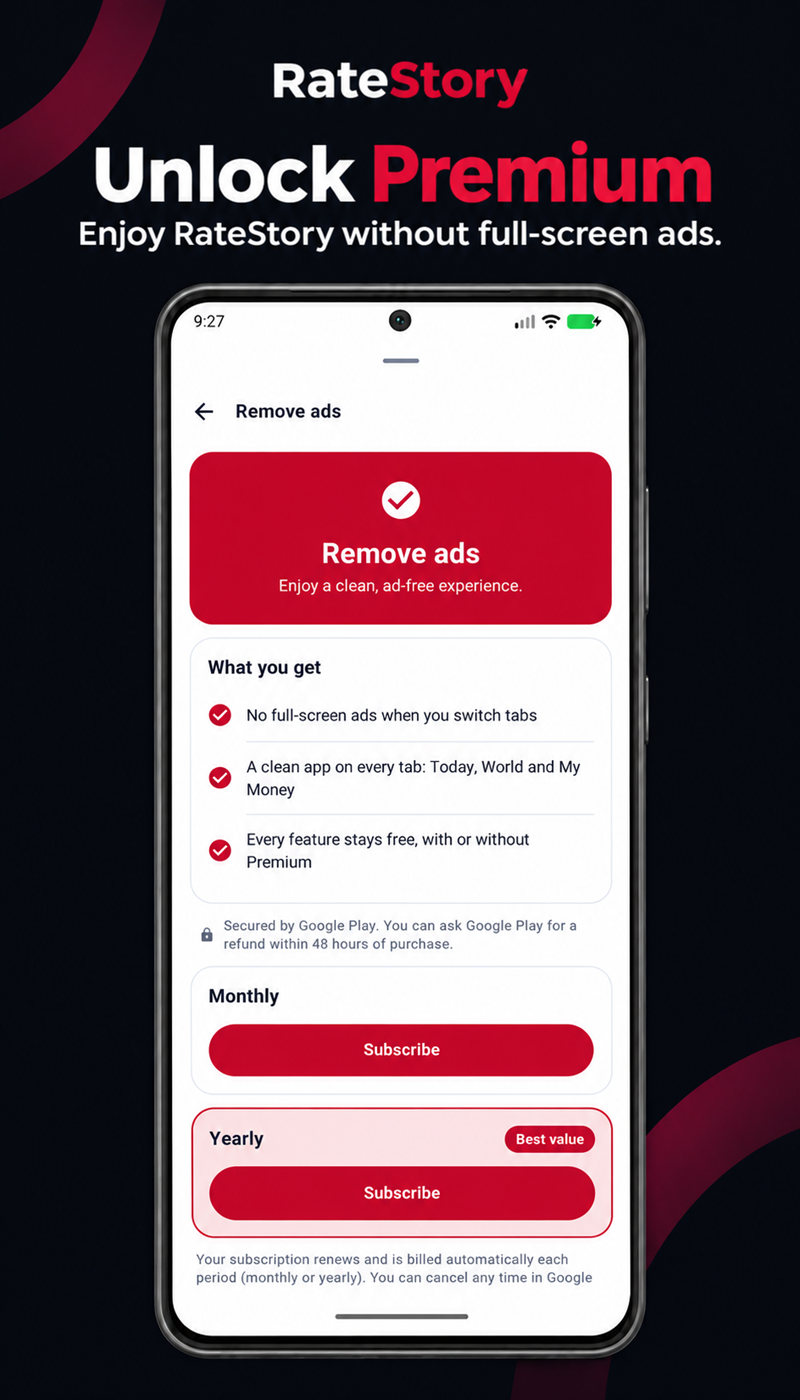 RateStory
Unlock Premium
Enjoy RateStory without full-screen ads.
9:27
Remove ads
Remove ads
Enjoy a clean, ad-free experience.
What you get
No full-screen ads when you switch tabs
A clean app on every tab: Today, World and My
Money
Every feature stays free, with or without
Premium
Secured by Google Play. You can ask Google Play for a
refund within 48 hours of purchase.
Monthly
Subscribe
Yearly
Best value
Subscribe
Your subscription renews and is billed automatically each
period (monthly or yearly). You can cancel any time in Google